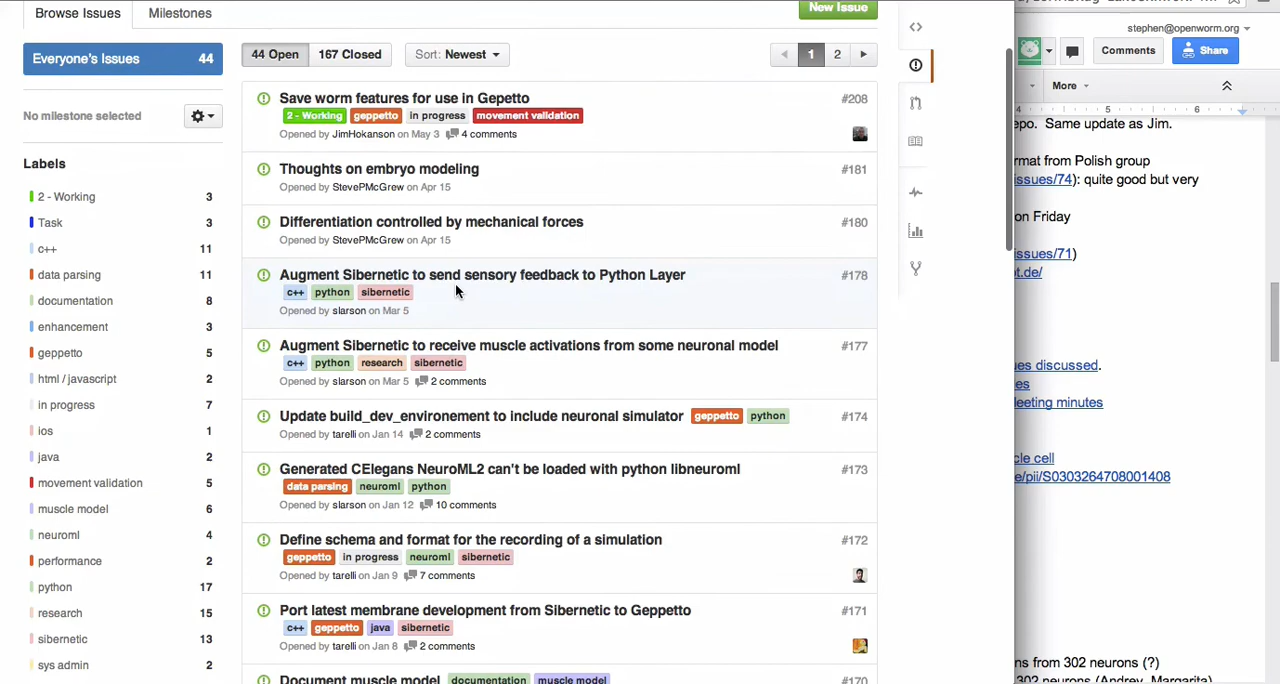 Browse Issues
Milestones
New Issue
Everyone's Issues 44
No milestone selected
Labels
2 - Working 3
Task 3
c++ 11
data parsing 11
documentation 8
enhancement 3
geppetto 5
html / javascript 2
in progress 7
ios 1
java 2
movement validation 5
muscle model 6
neuroml 4
performance 2
python 17
research 15
sibernetic 13
sys admin 2
44 Open 167 Closed
Sort: Newest
1 2
Save worm features for use in Gepetto #208
2 - Working geppetto in progress movement validation
Opened by JimHokanson on May 3 4 comments
Thoughts on embryo modeling #181
Opened by StevePMcGrew on Apr 15
Differentiation controlled by mechanical forces #180
Opened by StevePMcGrew on Apr 15
Augment Sibernetic to send sensory feedback to Python Layer #178
c++ python sibernetic
Opened by slarson on Mar 5
Augment Sibernetic to receive muscle activations from some neuronal model #177
c++ python research sibernetic
Opened by slarson on Mar 5 2 comments
Update build_dev_environement to include neuronal simulator geppetto python #174
Opened by tarelli on Jan 14 2 comments
Generated CElegans NeuroML2 can't be loaded with python libneuroml #173
data parsing neuroml python
Opened by slarson on Jan 12 10 comments
Define schema and format for the recording of a simulation #172
geppetto in progress neuroml sibernetic
Opened by tarelli on Jan 9 7 comments
Port latest membrane development from Sibernetic to Geppetto #171
c++ geppetto java sibernetic
Opened by tarelli on Jan 8 2 comments
Document muscle model documentation muscle model #170
stephen@openworm.org
Comments
Share
More
4 5 6
epo. Same update as Jim.
rmat from Polish group
issues/74): quite good but very
on Friday
issues/71)
ot.de/
ues discussed.
es
leeting minutes
cle cell
e/pii/S0303264708001408
ns from 302 neurons (?)
302 neurons (Andrey, Margarita)